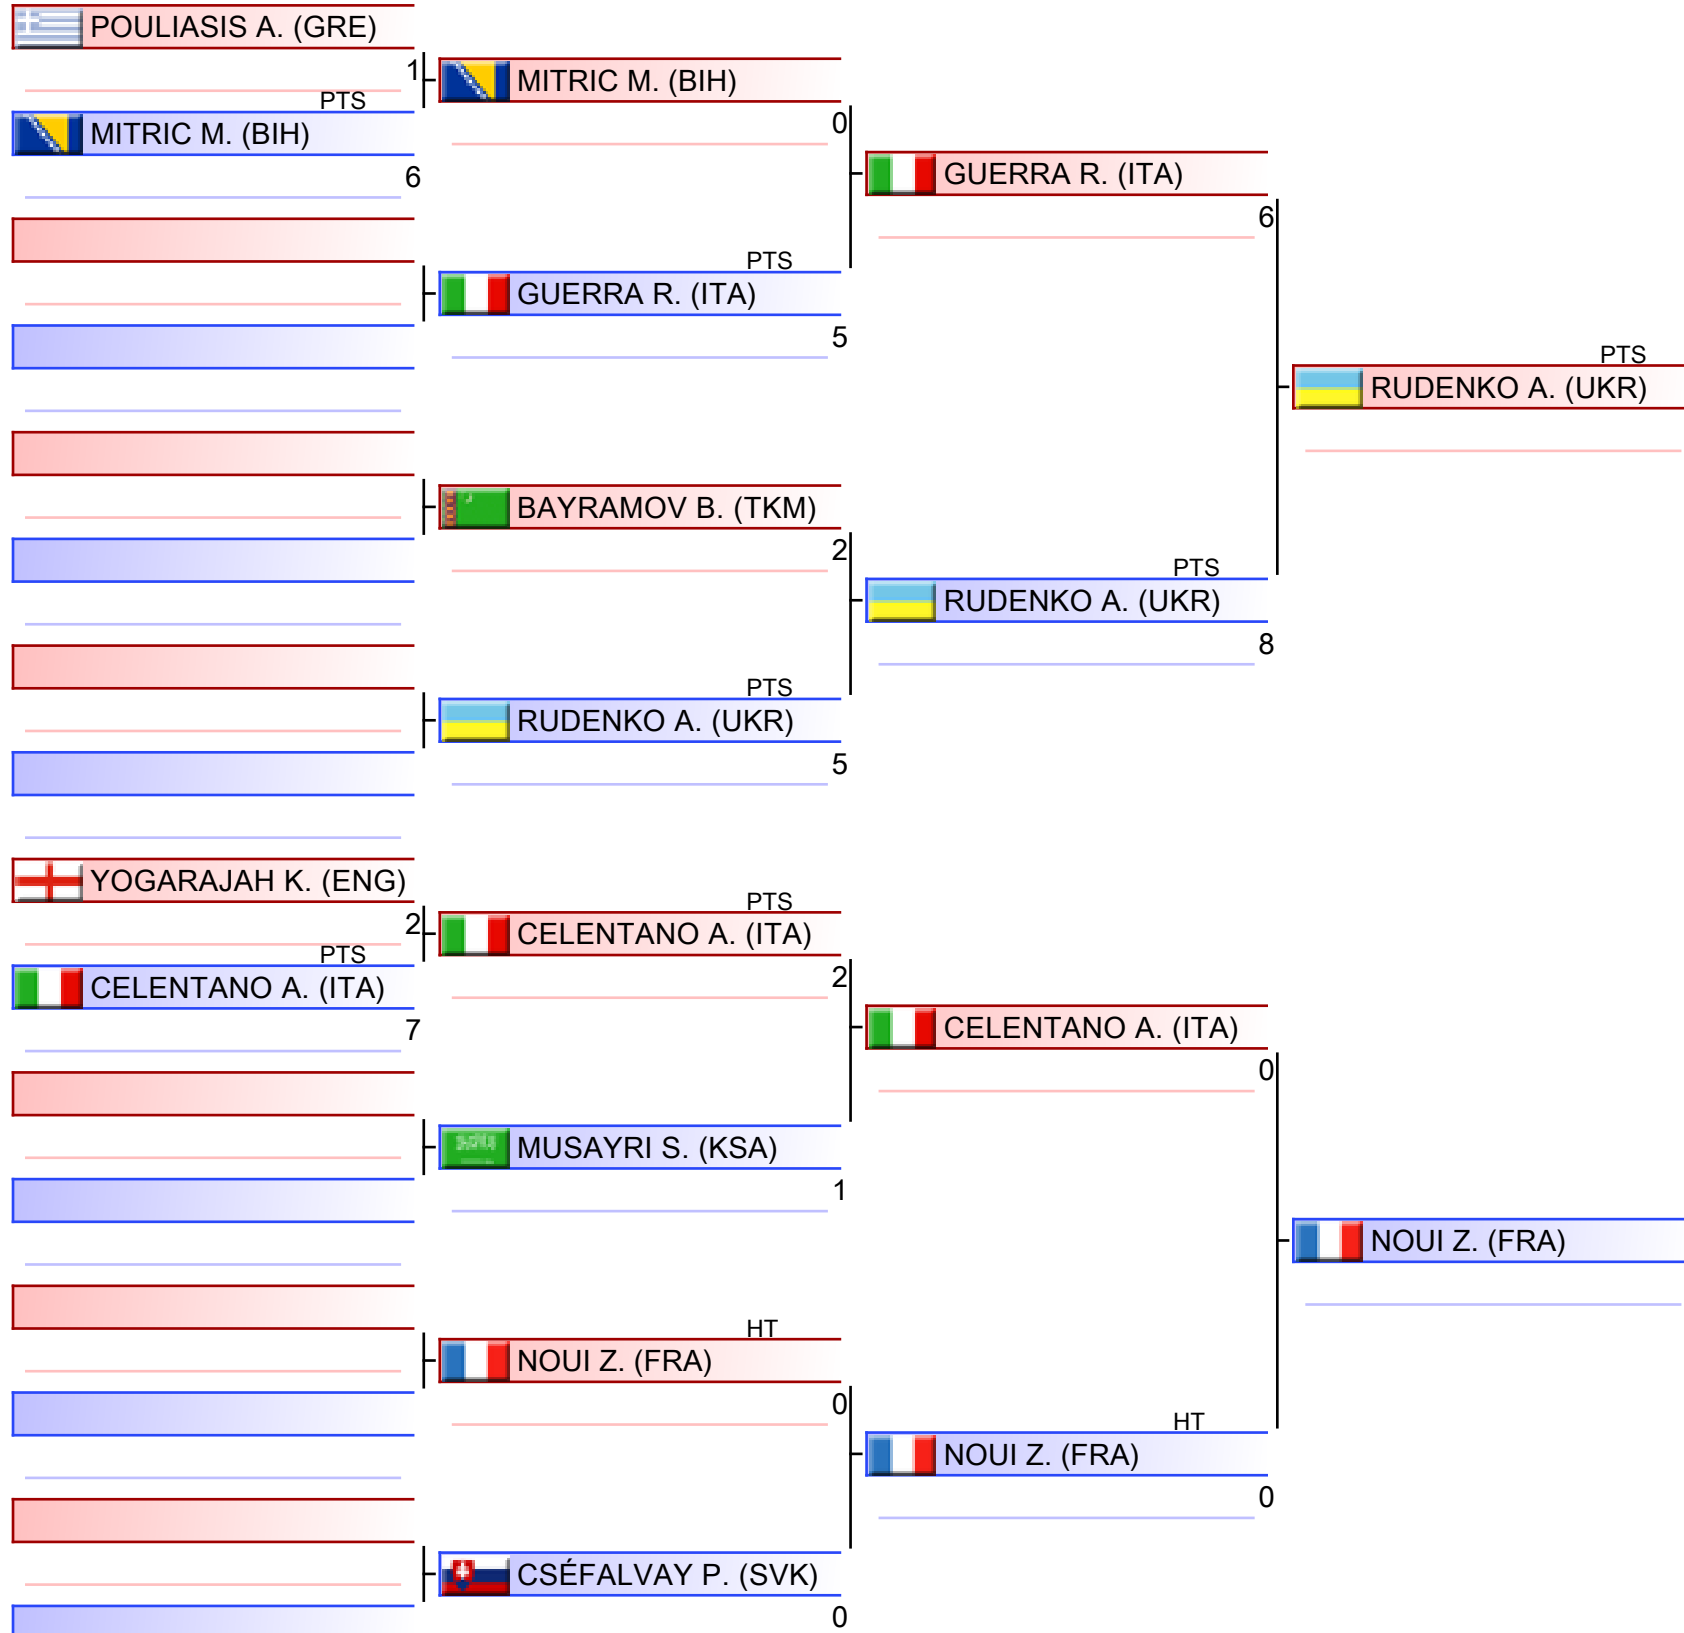 POULIASIS A. (GRE)
1
PTS
MITRIC M. (BIH)
6
MITRIC M. (BIH)
0
PTS
GUERRA R. (ITA)
5
GUERRA R. (ITA)
6
BAYRAMOV B. (TKM)
2
PTS
RUDENKO A. (UKR)
5
PTS
RUDENKO A. (UKR)
8
PTS
RUDENKO A. (UKR)
YOGARAJAH K. (ENG)
2
PTS
CELENTANO A. (ITA)
7
PTS
CELENTANO A. (ITA)
2
MUSAYRI S. (KSA)
1
CELENTANO A. (ITA)
0
HT
NOUI Z. (FRA)
0
CSÉFALVAY P. (SVK)
0
HT
NOUI Z. (FRA)
0
NOUI Z. (FRA)